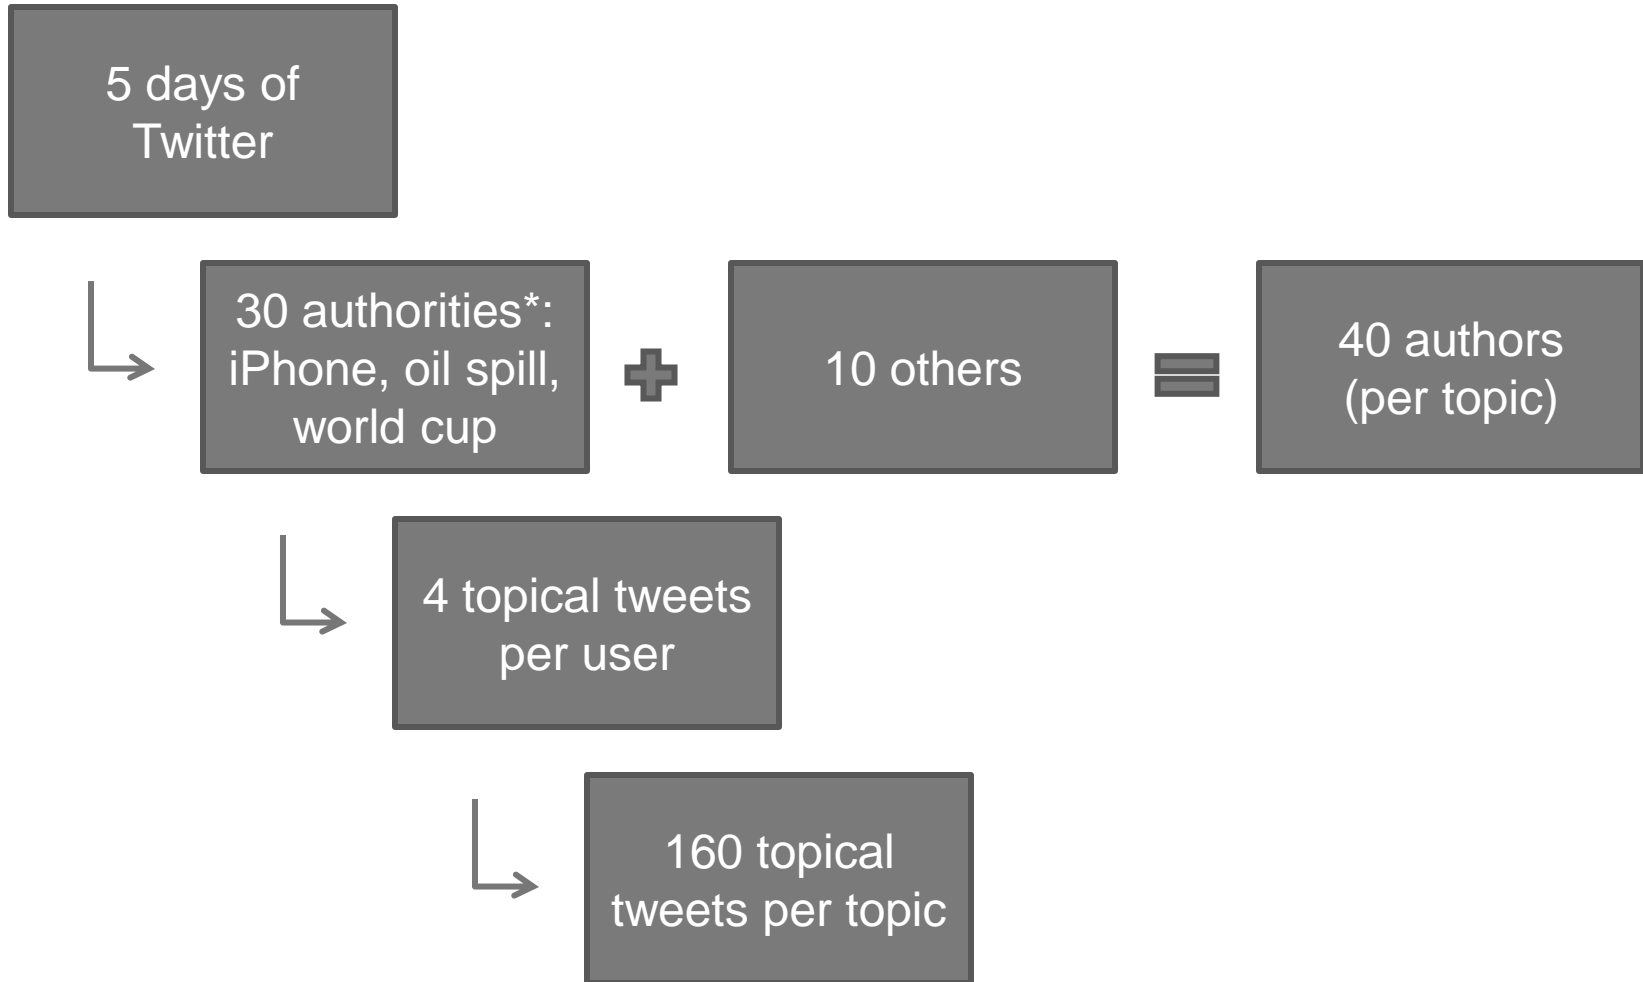 5 days of
Twitter
30 authorities*:
iPhone, oil spill,
world cup
10 others
40 authors
(per topic)
4 topical tweets
per user
160 topical
tweets per topic